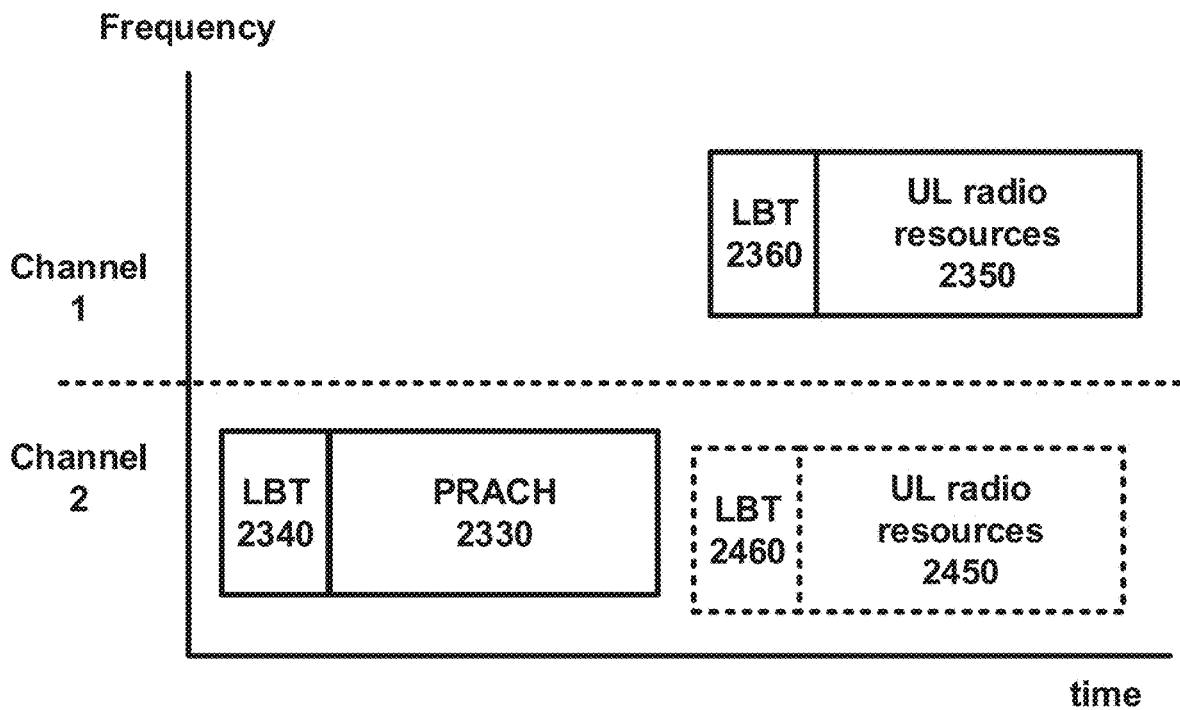 Frequency
Channel
1
LBT
2360
UL radio
resources
2350
Channel
2
LBT
2340
PRACH
2330
LBT
2460
UL radio
resources
2450
time